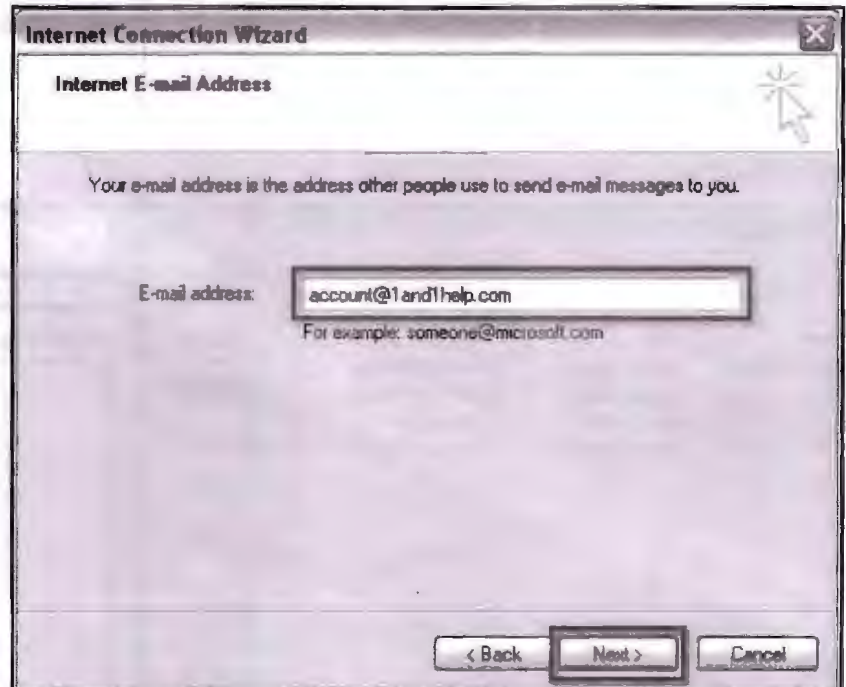 Internet Connection Wizard
Internet E-mail Address
Your e-mail address is the address other people use to send e-mail messages to you.
E-mail address: account@1and1help.com
For example: someone@microsoft.com
< Back Next > Cancel